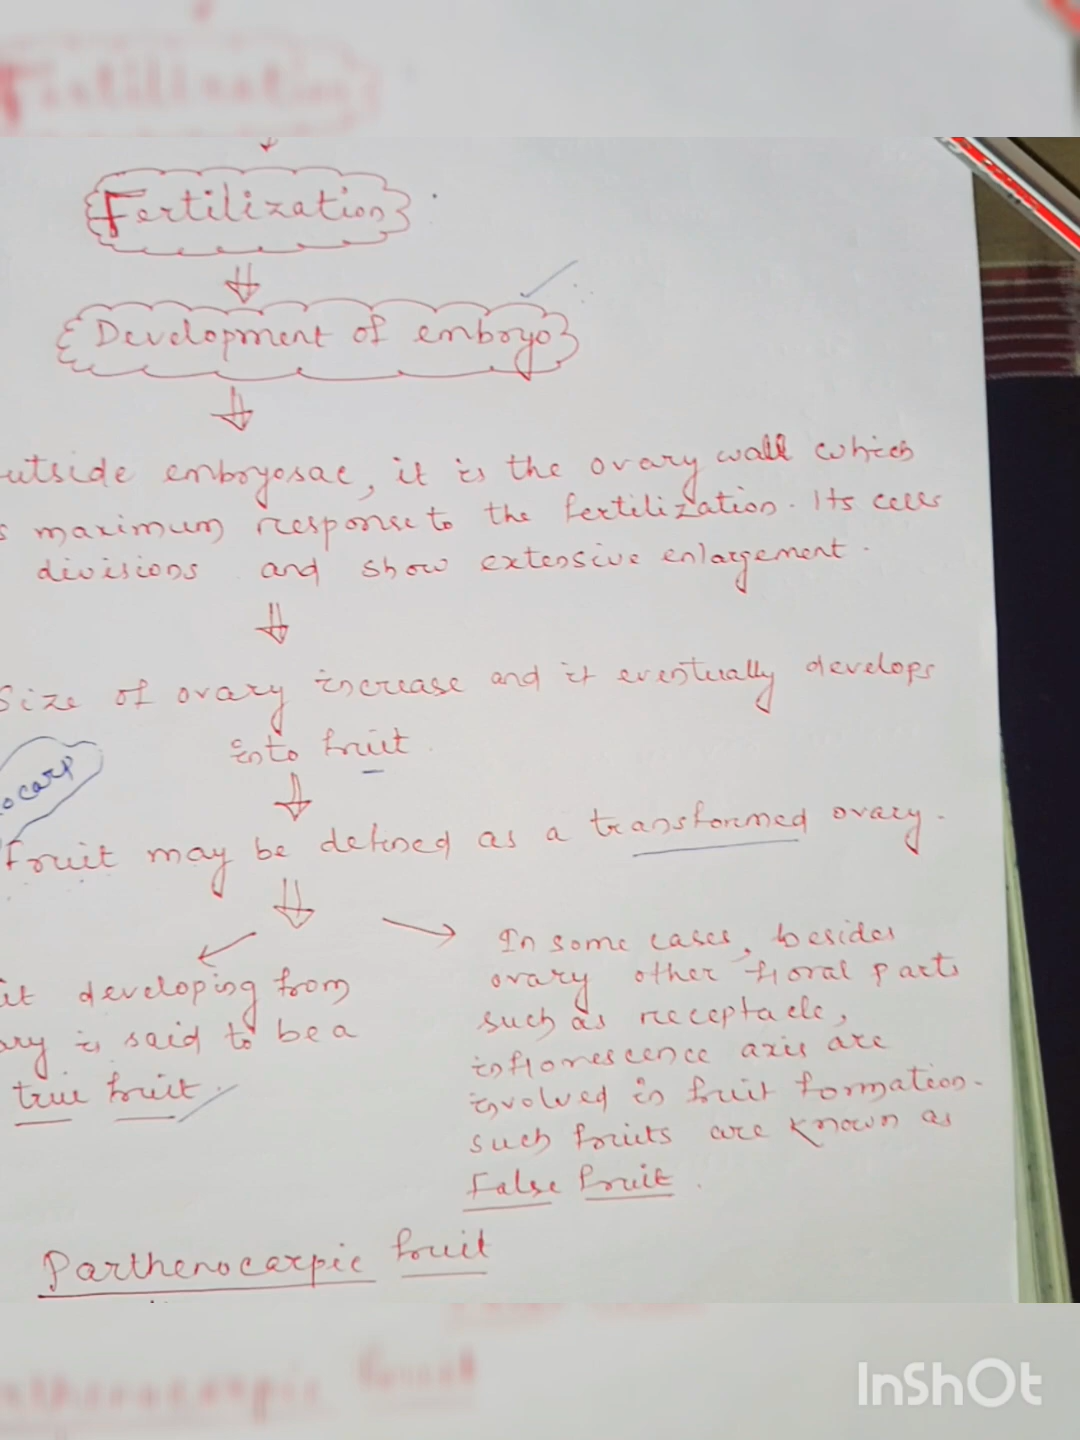 Fertilization
Development of embryo
utside embryosac, it is the ovary wall which
s maximum response to the fertilization. Its cells
divisions and show extensive enlargement.
Size of ovary increase and it eventually develops
into fruit
ocarp
Fruit may be defined as a transformed ovary.
it developing from
ary is said to be a
true fruit.
In some cases, besides
ovary other floral parts
such as receptacle,
inflorescence axis are
involved in fruit formation.
such fruits are known as
False fruit.
Parthenocarpic fruit
InShOt